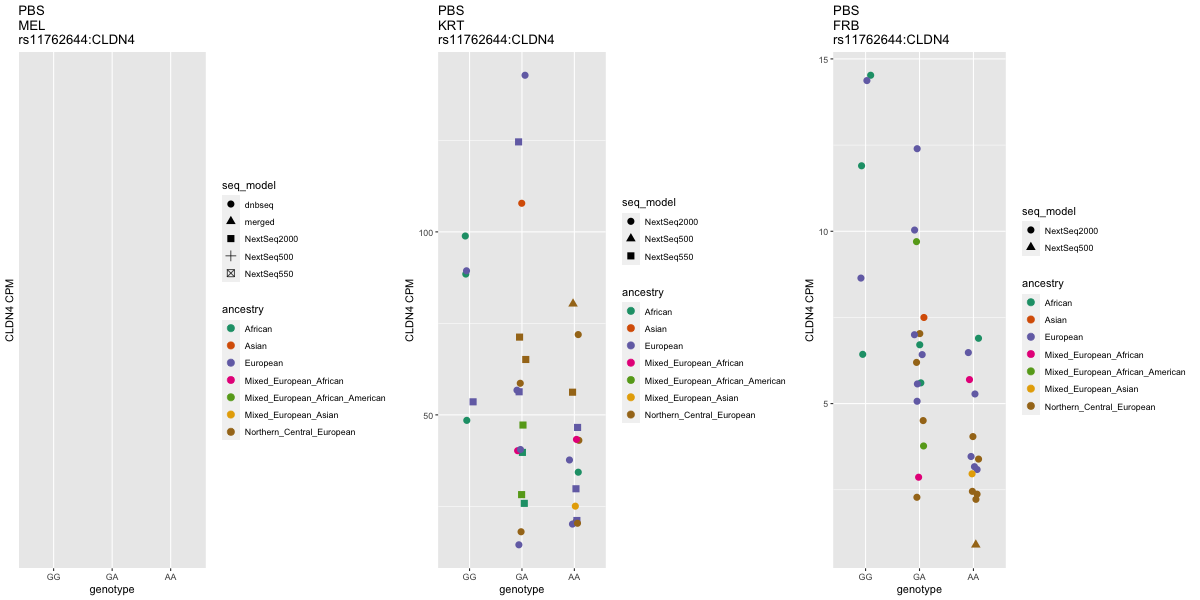 PBS
MEL
rs11762644:CLDN4
CLDN4 CPM
GG
GA
AA
genotype
seq_model
dnbseq
merged
NextSeq2000
NextSeq500
NextSeq550
ancestry
African
Asian
European
Mixed_European_African
Mixed_European_African_American
Mixed_European_Asian
Northern_Central_European
PBS
KRT
rs11762644:CLDN4
CLDN4 CPM
100
50
GG
GA
AA
genotype
seq_model
NextSeq2000
NextSeq500
NextSeq550
ancestry
African
Asian
European
Mixed_European_African
Mixed_European_African_American
Mixed_European_Asian
Northern_Central_European
PBS
FRB
rs11762644:CLDN4
CLDN4 CPM
15
10
5
GG
GA
AA
genotype
seq_model
NextSeq2000
NextSeq500
ancestry
African
Asian
European
Mixed_European_African
Mixed_European_African_American
Mixed_European_Asian
Northern_Central_European